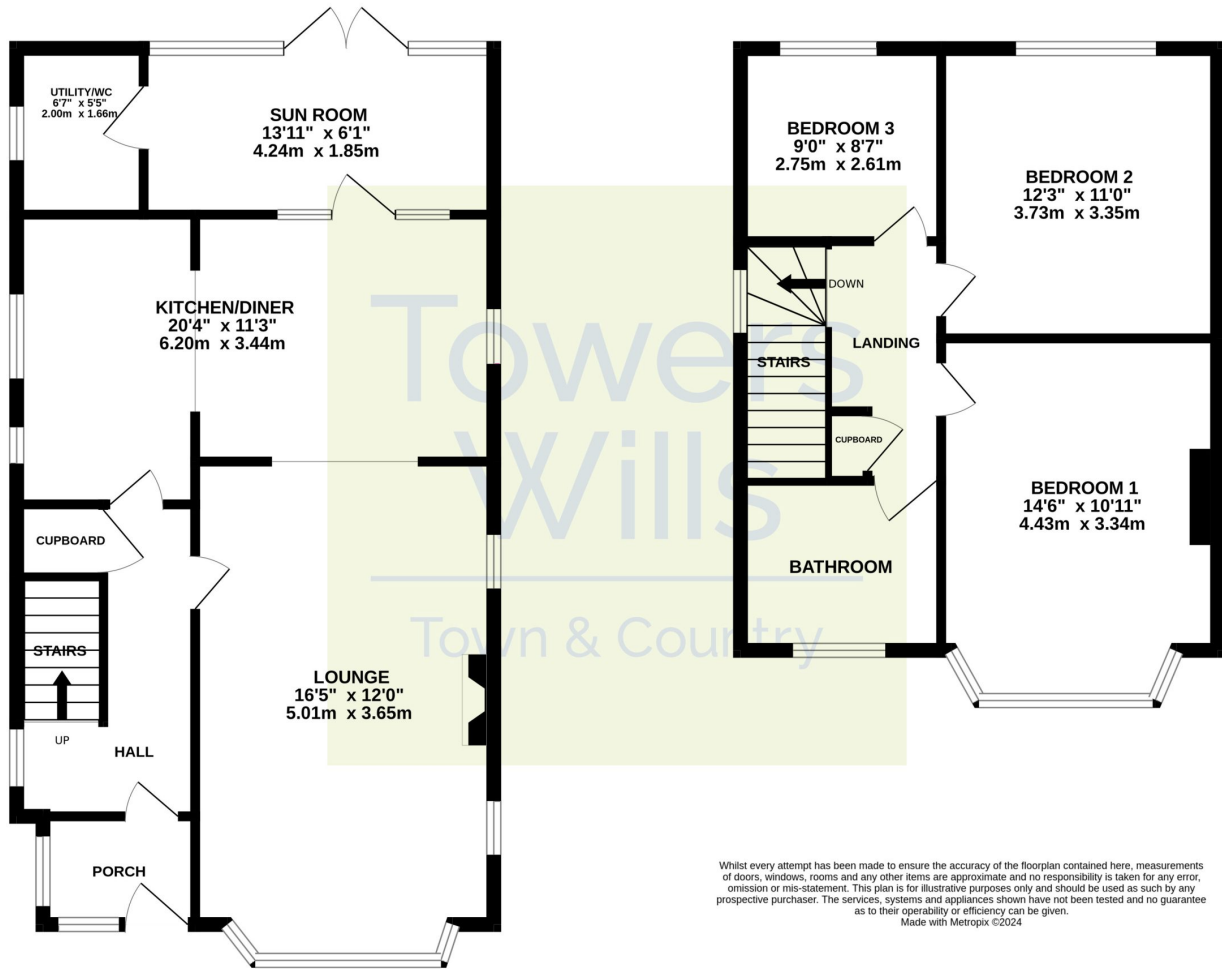 UTILITY/WC
6'7" x 5'5"
2.00m x 1.66m
SUN ROOM
13'11" x 6'1"
4.24m x 1.85m
KITCHEN/DINER
20'4" x 11'3"
6.20m x 3.44m
CUPBOARD
STAIRS
UP
HALL
PORCH
LOUNGE
16'5" x 12'0"
5.01m x 3.65m
BEDROOM 3
9'0" x 8'7"
2.75m x 2.61m
BEDROOM 2
12'3" x 11'0"
3.73m x 3.35m
DOWN
LANDING
STAIRS
CUPBOARD
BEDROOM 1
14'6" x 10'11"
4.43m x 3.34m
BATHROOM
Towers
Wills
Town & Country
Whilst every attempt has been made to ensure the accuracy of the floorplan contained here, measurements
of doors, windows, rooms and any other items are approximate and no responsibility is taken for any error,
omission or mis-statement. This plan is for illustrative purposes only and should be used as such by any
prospective purchaser. The services, systems and appliances shown have not been tested and no guarantee
as to their operability or efficiency can be given.
Made with Metropix ©2024